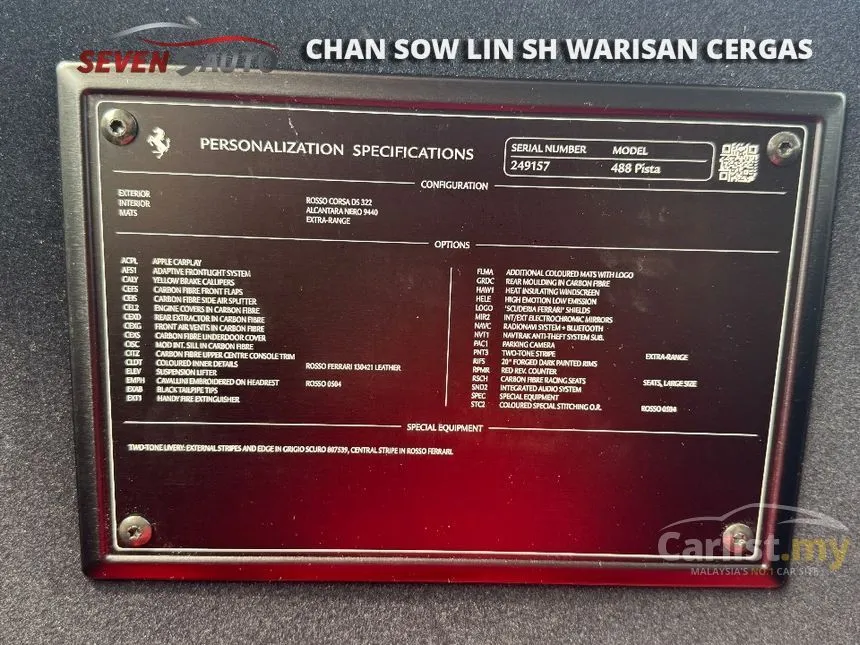 SEVEN AUTO
CHAN SOW LIN SH WARISAN CERGAS
PERSONALIZATION SPECIFICATIONS
SERIAL NUMBER MODEL
249157 488 Pista
CONFIGURATION
EXTERIOR ROSSO CORSA DS 322
INTERIOR ALCANTARA NERO 9440
MATS EXTRA-RANGE
OPTIONS
ACPL APPLE CARPLAY
AFS1 ADAPTIVE FRONTLIGHT SYSTEM
CALY YELLOW BRAKE CALLIPERS
CEFS CARBON FIBRE FRONT FLAPS
CEIS CARBON FIBRE SIDE AIR SPLITTER
CEL2 ENGINE COVERS IN CARBON FIBRE
CEXD REAR EXTRACTOR IN CARBON FIBRE
CEXG FRONT AIR VENTS IN CARBON FIBRE
CEXS CARBON FIBRE UNDERDOOR COVER
CISC MOD INT. SILL IN CARBON FIBRE
CITZ CARBON FIBRE UPPER CENTRE CONSOLE TRIM
CLDT COLOURED INNER DETAILS ROSSO FERRARI 130421 LEATHER
ELEV SUSPENSION LIFTER
EMPH CAVALLINI EMBROIDERED ON HEADREST ROSSO 0504
EXAB BLACK TAILPIPE TIPS
EXT1 HANDY FIRE EXTINGUISHER
FLMA ADDITIONAL COLOURED MATS WITH LOGO
GRDC REAR MOULDING IN CARBON FIBRE
HAW1 HEAT INSULATING WINDSCREEN
HELE HIGH EMOTION LOW EMISSION
LOGO "SCUDERIA FERRARI" SHIELDS
MIR2 INT/EXT ELECTROCHROMIC MIRRORS
NAVC RADIONAVI SYSTEM + BLUETOOTH
NVT1 NAVTRAK ANTI-THEFT SYSTEM SUB.
PAC1 PARKING CAMERA
PNT3 TWO-TONE STRIPE EXTRA-RANGE
RIFS 20" FORGED DARK PAINTED RIMS
RPMR RED REV. COUNTER
RSCH CARBON FIBRE RACING SEATS SEATS, LARGE SIZE
SND2 INTEGRATED AUDIO SYSTEM
SPEC SPECIAL EQUIPMENT
STC2 COLOURED SPECIAL STITCHING O.R. ROSSO 0504
SPECIAL EQUIPMENT
TWO-TONE LIVERY: EXTERNAL STRIPES AND EDGE IN GRIGIO SCURO 807539, CENTRAL STRIPE IN ROSSO FERRARI.
Carlist.my
MALAYSIA'S NO.1 CAR SITE